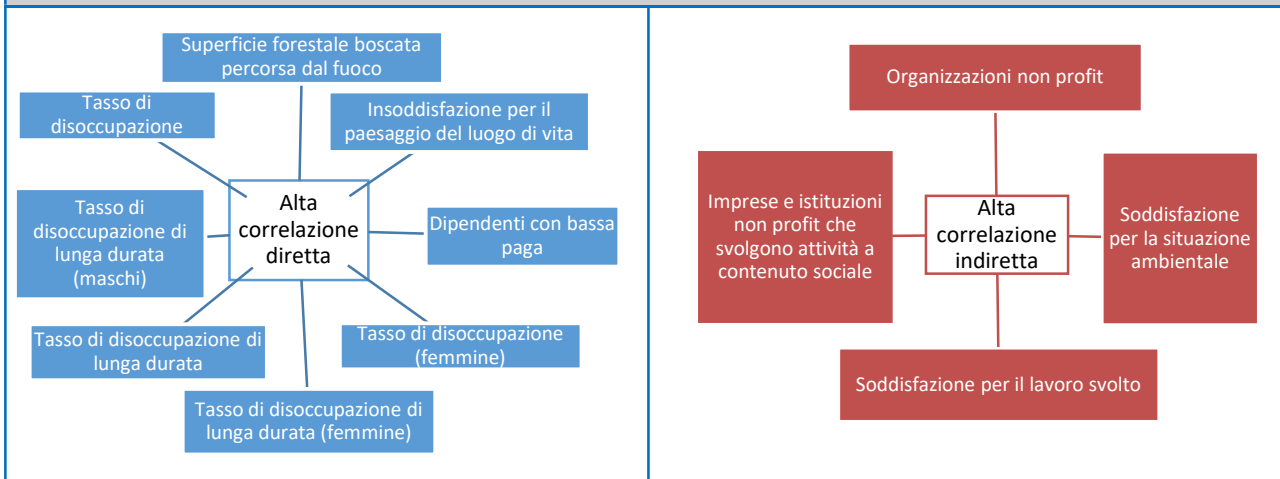 Superficie forestale boscata
percorsa dal fuoco
Tasso di
disoccupazione
Insoddisfazione per il
paesaggio del luogo di vita
Tasso di
disoccupazione di
lunga durata
(maschi)
Alta
correlazione
diretta
Dipendenti con bassa
paga
Tasso di disoccupazione di
lunga durata
Tasso di disoccupazione
(femmine)
Tasso di disoccupazione di
lunga durata (femmine)
Organizzazioni non profit
Imprese e istituzioni
non profit che
svolgono attività a
contenuto sociale
Alta
correlazione
indiretta
Soddisfazione
per la situazione
ambientale
Soddisfazione per il lavoro svolto